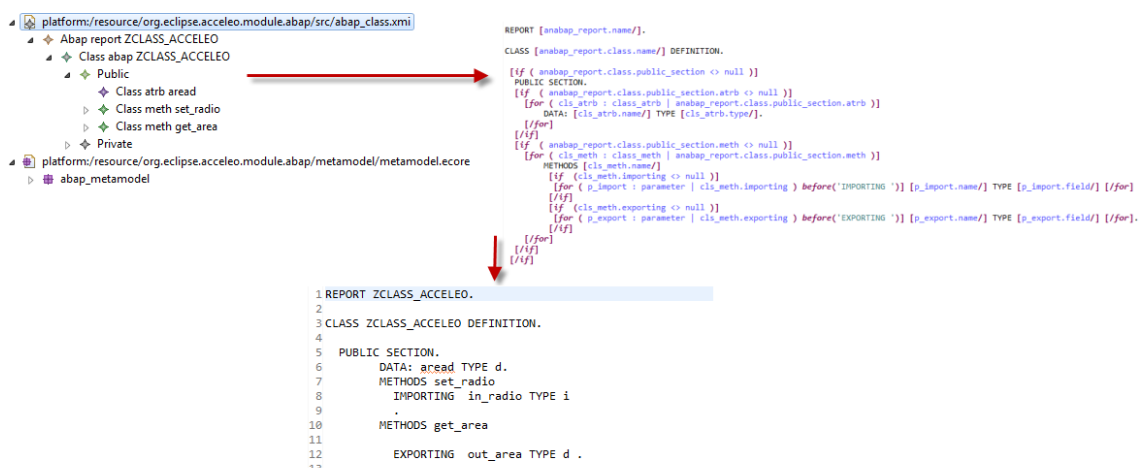 platform:/resource/org.eclipse.acceleo.module.abap/src/abap_class.xmi
Abap report ZCLASS_ACCELEO
Class abap ZCLASS_ACCELEO
Public
Class atrb aread
Class meth set_radio
Class meth get_area
Private
platform:/resource/org.eclipse.acceleo.module.abap/metamodel/metamodel.ecore
abap_metamodel
REPORT [anabap_report.name/].
CLASS [anabap_report.class.name/] DEFINITION.
[if ( anabap_report.class.public_section <> null )]
PUBLIC SECTION.
[if ( anabap_report.class.public_section.atrb <> null )]
[for ( cls_atrb : class_atrb | anabap_report.class.public_section.atrb )]
DATA: [cls_atrb.name/] TYPE [cls_atrb.type/].
[/for]
[/if]
[if ( anabap_report.class.public_section.meth <> null )]
[for ( cls_meth : class_meth | anabap_report.class.public_section.meth )]
METHODS [cls_meth.name/]
[if (cls_meth.importing <> null )]
[for ( p_import : parameter | cls_meth.importing ) before('IMPORTING ')] [p_import.name/] TYPE [p_import.field/] [/for]
[/if]
[if (cls_meth.exporting <> null )]
[for ( p_export : parameter | cls_meth.exporting ) before('EXPORTING ')] [p_export.name/] TYPE [p_export.field/] [/for].
[/if]
[/for]
[/if]
[/if]
1 REPORT ZCLASS_ACCELEO.
2
3 CLASS ZCLASS_ACCELEO DEFINITION.
4
5 PUBLIC SECTION.
6 DATA: aread TYPE d.
7 METHODS set_radio
8 IMPORTING in_radio TYPE i
9 .
10 METHODS get_area
11
12 EXPORTING out_area TYPE d .
13